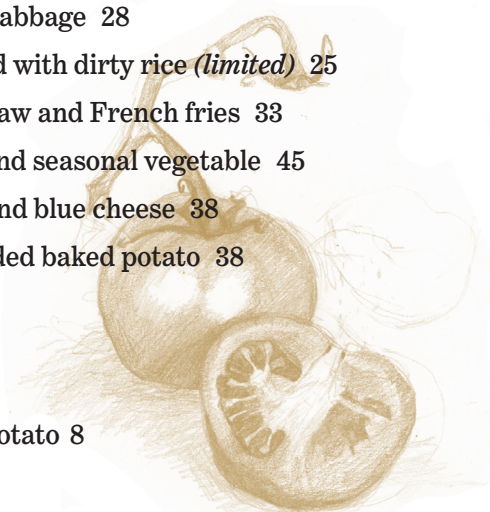 abbage 28
d with dirty rice (limited) 25
aw and French fries 33
nd seasonal vegetable 45
nd blue cheese 38
ded baked potato 38
otato 8